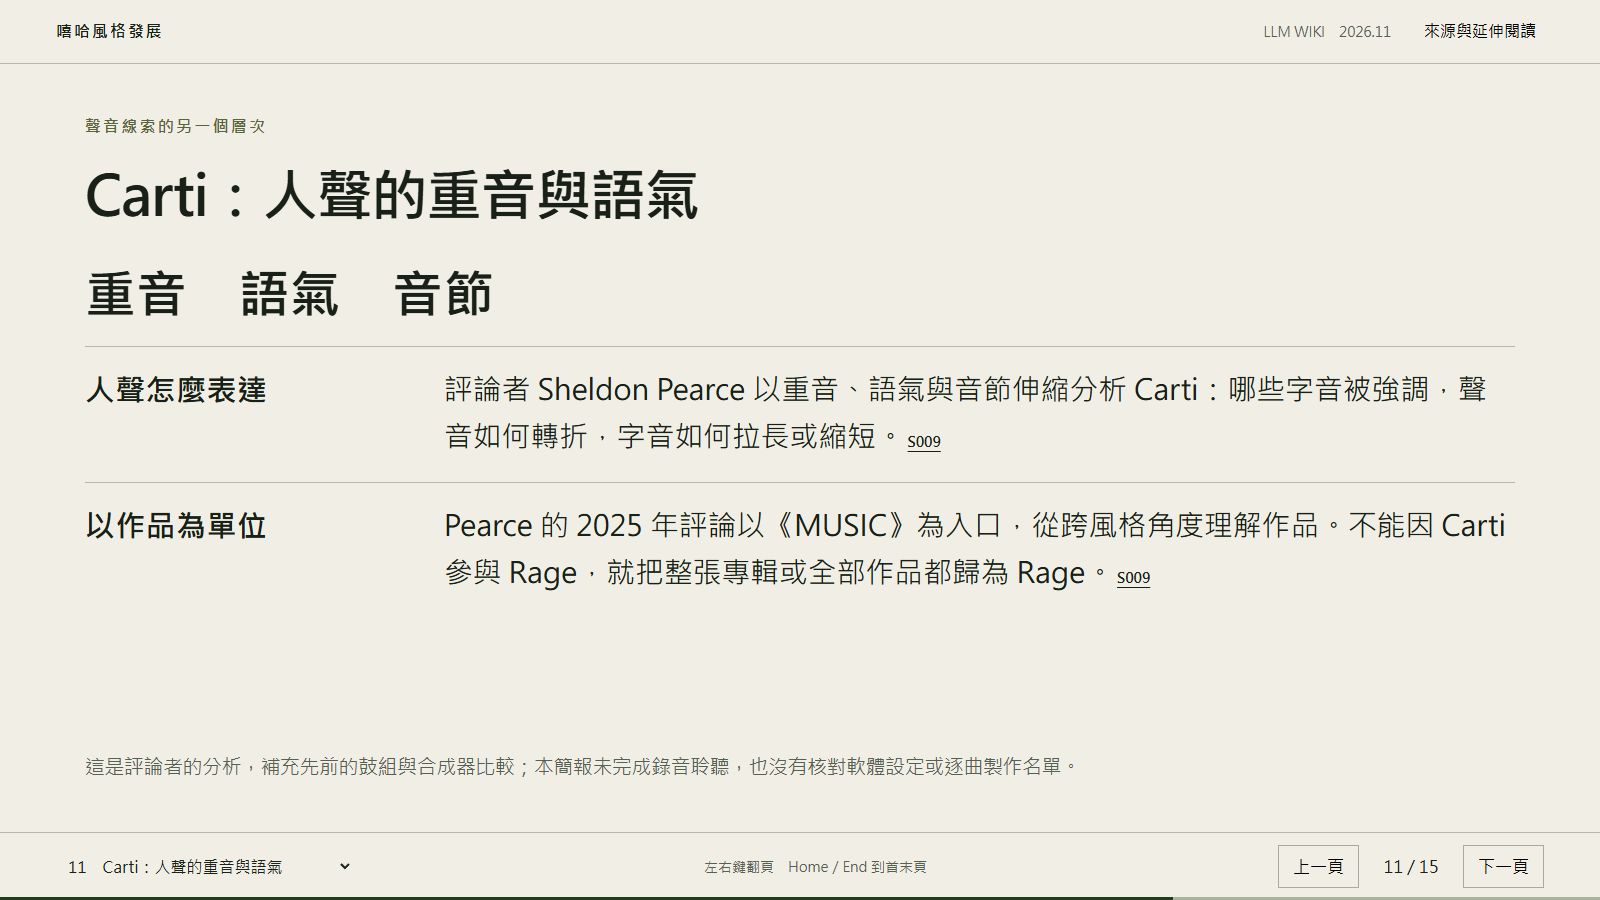 嘻哈風格發展
LLM WIKI 2026.11 來源與延伸閱讀
聲音線索的另一個層次
Carti：人聲的重音與語氣
重音 語氣 音節
人聲怎麼表達
評論者 Sheldon Pearce 以重音、語氣與音節伸縮分析 Carti：哪些字音被強調，聲
音如何轉折，字音如何拉長或縮短。 S009
以作品為單位
Pearce 的 2025 年評論以《MUSIC》為入口，從跨風格角度理解作品。不能因 Carti
參與 Rage，就把整張專輯或全部作品都歸為 Rage。 S009
這是評論者的分析，補充先前的鼓組與合成器比較；本簡報未完成錄音聆聽，也沒有核對軟體設定或逐曲製作名單。
11 Carti：人聲的重音與語氣
左右鍵翻頁 Home / End 到首末頁
上一頁 11 / 15 下一頁